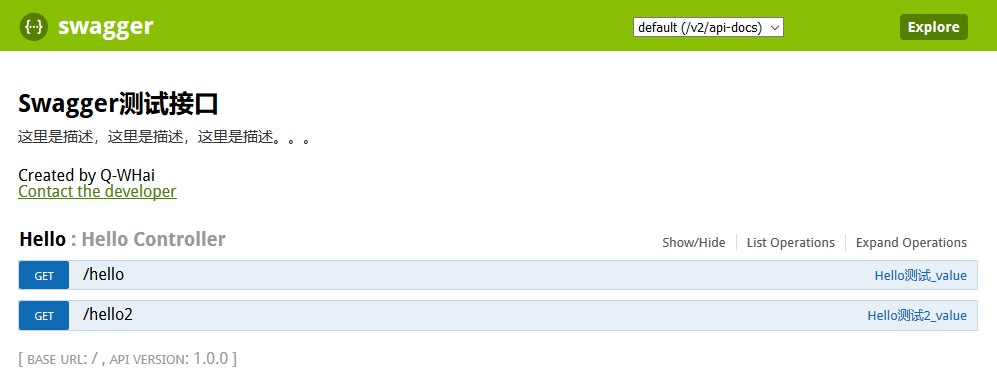 {···} swagger default (/v2/api-docs) Explore
Swagger测试接口
这里是描述，这里是描述，这里是描述。。。
Created by Q-WHai
Contact the developer
Hello : Hello Controller Show/Hide List Operations Expand Operations
GET /hello Hello测试_value
GET /hello2 Hello测试2_value
[ BASE URL: / , API VERSION: 1.0.0 ]